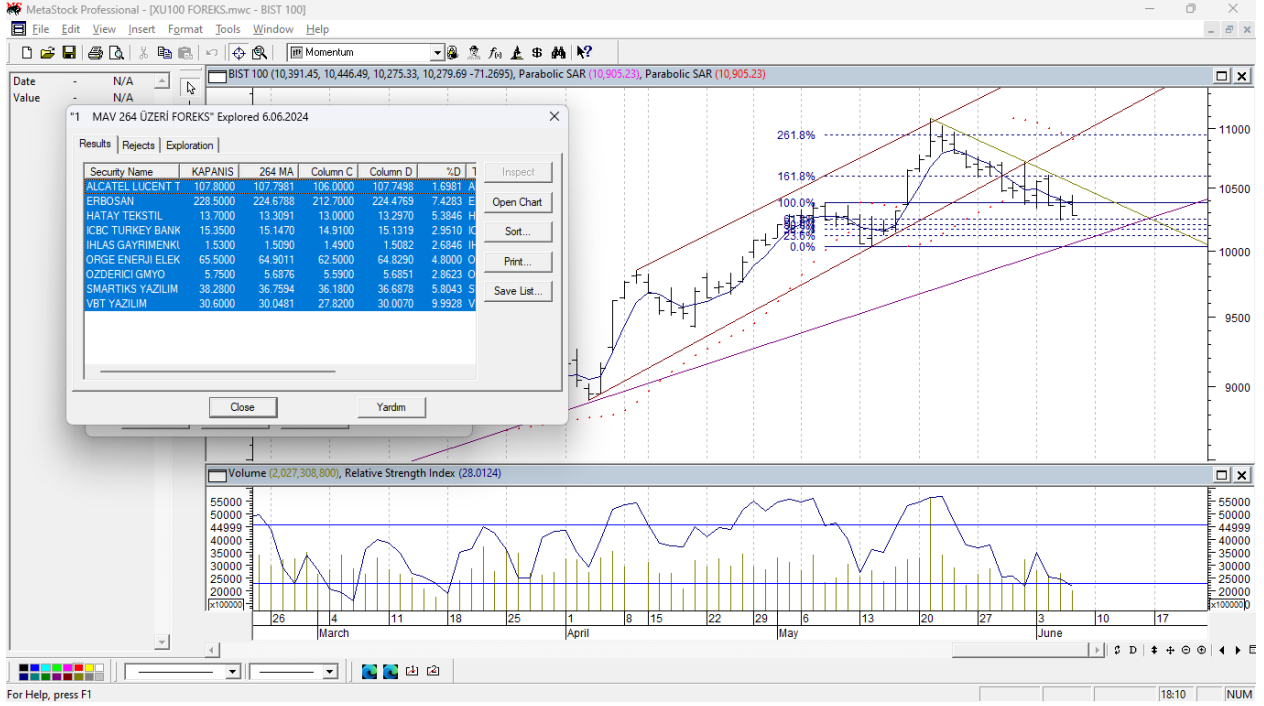 MetaStock Professional - [XU100 FOREKS.mwc - BIST 100]
File Edit View Insert Format Tools Window Help
Momentum
Date - N/A
Value - N/A
BIST 100 (10,391.45, 10,446.49, 10,275.33, 10,279.69 -71.2695), Parabolic SAR (10,905.23), Parabolic SAR (10,905.23)
"1 MAV 264 ÜZERİ FOREKS" Explored 6.06.2024
Results Rejects Exploration
Security Name KAPANIS 264 MA Column C Column D %D
ALCATEL LUCENT T 107.8000 107.7981 106.0000 107.7498 1.6981 A
ERBOSAN 228.5000 224.6788 212.7000 224.4769 7.4283 E
HATAY TEKSTIL 13.7000 13.3091 13.0000 13.2970 5.3846 H
ICBC TURKEY BANK 15.3500 15.1470 14.9100 15.1319 2.9510 IC
IHLAS GAYRIMENKU 1.5300 1.5090 1.4900 1.5082 2.6846 IH
ORGE ENERJI ELEK 65.5000 64.9011 62.5000 64.8290 4.8000 O
OZDERICI GMYO 5.7500 5.6876 5.5900 5.6851 2.8623 O
SMARTIKS YAZILIM 38.2800 36.7594 36.1800 36.6878 5.8043 S
VBT YAZILIM 30.6000 30.0481 27.8200 30.0070 9.9928 V
Inspect
Open Chart
Sort...
Print...
Save List...
Close Yardım
261.8%
161.8%
100.0%
23.6%
0.0%
11000
10500
10000
9500
9000
Volume (2,027,308,800), Relative Strength Index (28.0124)
55000 55000
50000 50000
44999 44999
40000 40000
35000 35000
30000 30000
25000 25000
20000 20000
x100000 x100000
26 4 11 18 25 1 8 15 22 29 6 13 20 27 3 10 17
March April May June
D
For Help, press F1
18:10 NUM